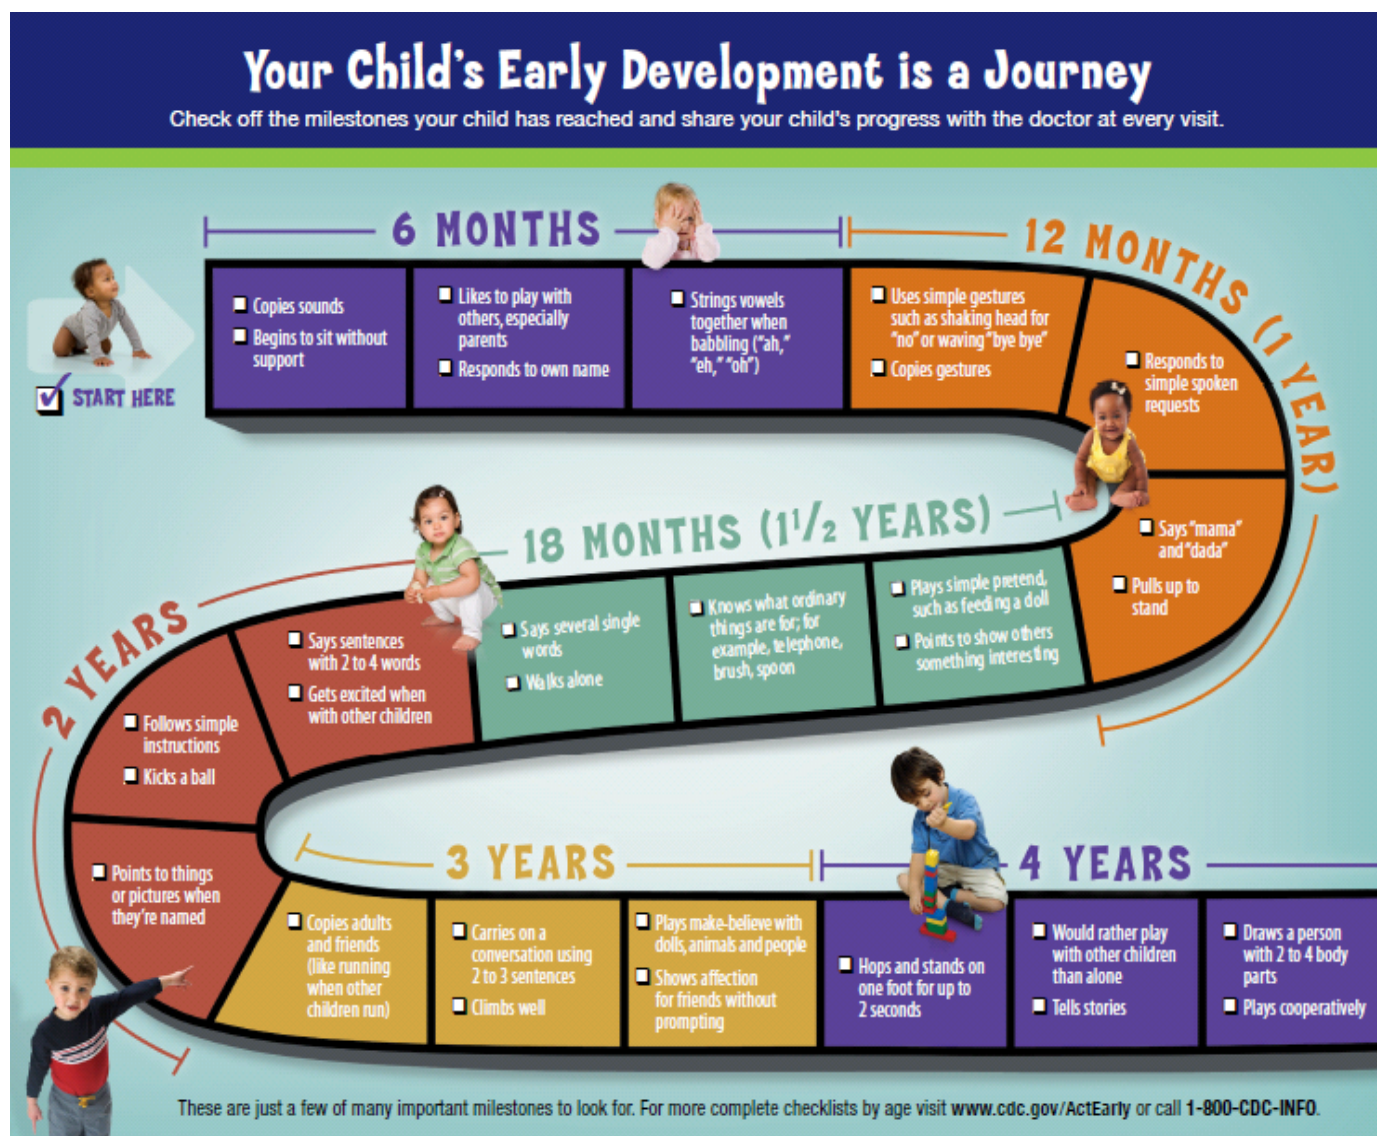 Your Child's Early Development is a Journey
Check off the milestones your child has reached and share your child's progress with the doctor at every visit.
6 MONTHS
12 MONTHS (1 YEAR)
START HERE
Copies sounds
Begins to sit without
support
Likes to play with
others, especially
parents
Responds to own name
Strings vowels
together when
babbling ("ah,"
"eh," "oh")
Uses simple gestures
such as shaking head for
"no" or waving "bye bye"
Copies gestures
Responds to
simple spoken
requests
Says "mama"
and "dada"
Pulls up to
stand
18 MONTHS (1 1/2 YEARS)
Plays simple pretend,
such as feeding a doll
Points to show others
something interesting
Knows what ordinary
things are for; for
example, telephone,
brush, spoon
Says several single
words
Walks alone
2 YEARS
Says sentences
with 2 to 4 words
Gets excited when
with other children
Follows simple
instructions
Kicks a ball
Points to things
or pictures when
they're named
3 YEARS
Copies adults
and friends
(like running
when other
children run)
Carries on a
conversation using
2 to 3 sentences
Climbs well
Plays make-believe with
dolls, animals and people
Shows affection
for friends without
prompting
4 YEARS
Hops and stands on
one foot for up to
2 seconds
Would rather play
with other children
than alone
Tells stories
Draws a person
with 2 to 4 body
parts
Plays cooperatively
These are just a few of many important milestones to look for. For more complete checklists by age visit www.cdc.gov/ActEarly or call 1-800-CDC-INFO.